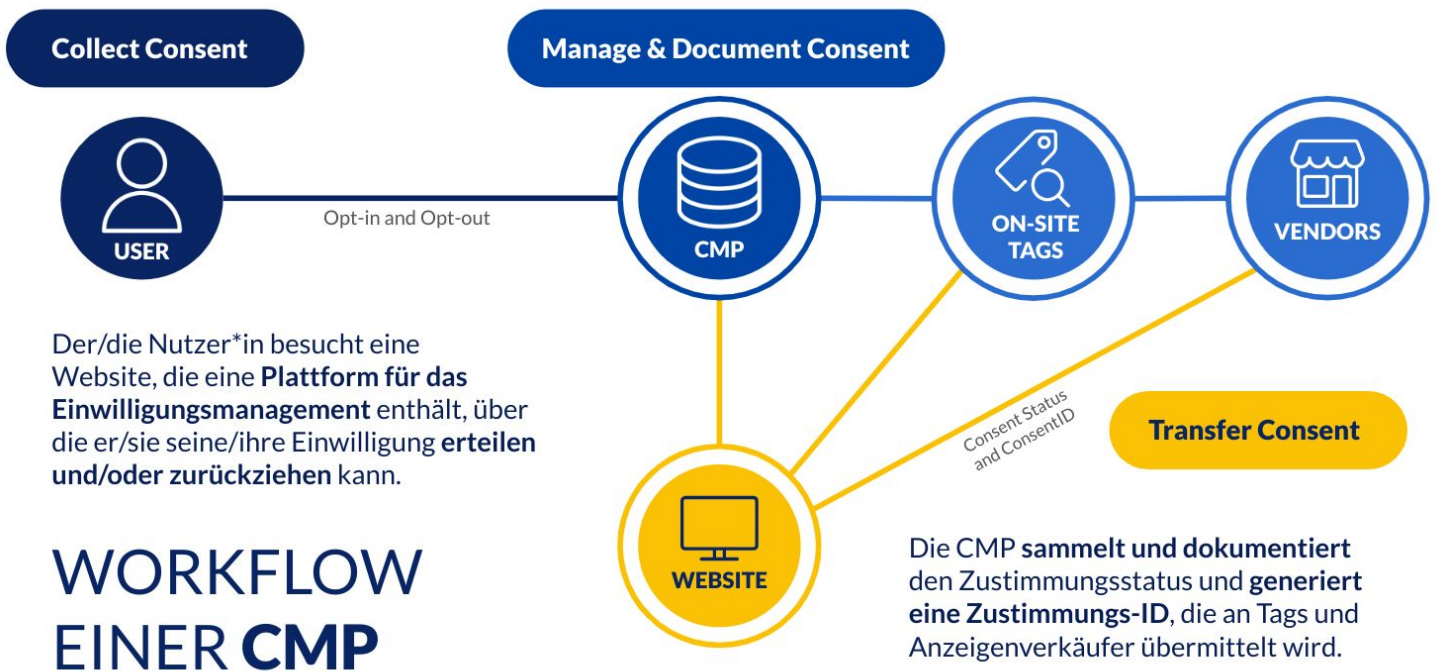 Collect Consent
Manage & Document Consent
USER
Opt-in and Opt-out
CMP
ON-SITE
TAGS
VENDORS
Der/die Nutzer*in besucht eine
Website, die eine Plattform für das
Einwilligungsmanagement enthält, über
die er/sie seine/ihre Einwilligung erteilen
und/oder zurückziehen kann.
Consent Status
and ConsentID
Transfer Consent
WEBSITE
WORKFLOW
EINER CMP
Die CMP sammelt und dokumentiert
den Zustimmungsstatus und generiert
eine Zustimmungs-ID, die an Tags und
Anzeigenverkäufer übermittelt wird.